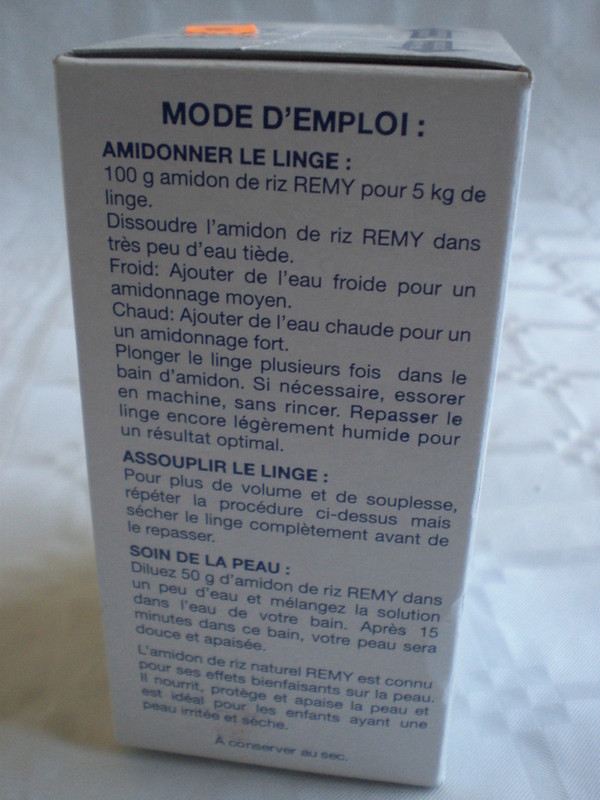 MODE D'EMPLOI :
AMIDONNER LE LINGE :
100 g amidon de riz REMY pour 5 kg de
linge.
Dissoudre l'amidon de riz REMY dans
très peu d'eau tiède.
Froid: Ajouter de l'eau froide pour un
amidonnage moyen.
Chaud: Ajouter de l'eau chaude pour un
un amidonnage fort.
Plonger le linge plusieurs fois dans le
bain d'amidon. Si nécessaire, essorer
en machine, sans rincer. Repasser le
linge encore légèrement humide pour
un résultat optimal.
ASSOUPLIR LE LINGE :
Pour plus de volume et de souplesse,
répéter la procédure ci-dessus mais
sécher le linge complètement avant de
le repasser.
SOIN DE LA PEAU :
Diluez 50 g d'amidon de riz REMY dans
un peu d'eau et mélangez la solution
dans l'eau de votre bain. Après 15
minutes dans ce bain, votre peau sera
douce et apaisée.
L'amidon de riz naturel REMY est connu
pour ses effets bienfaisants sur la peau.
Il nourrit, protège et apaise la peau et
est idéal pour les enfants ayant une
peau irritée et sèche.
A conserver au sec.